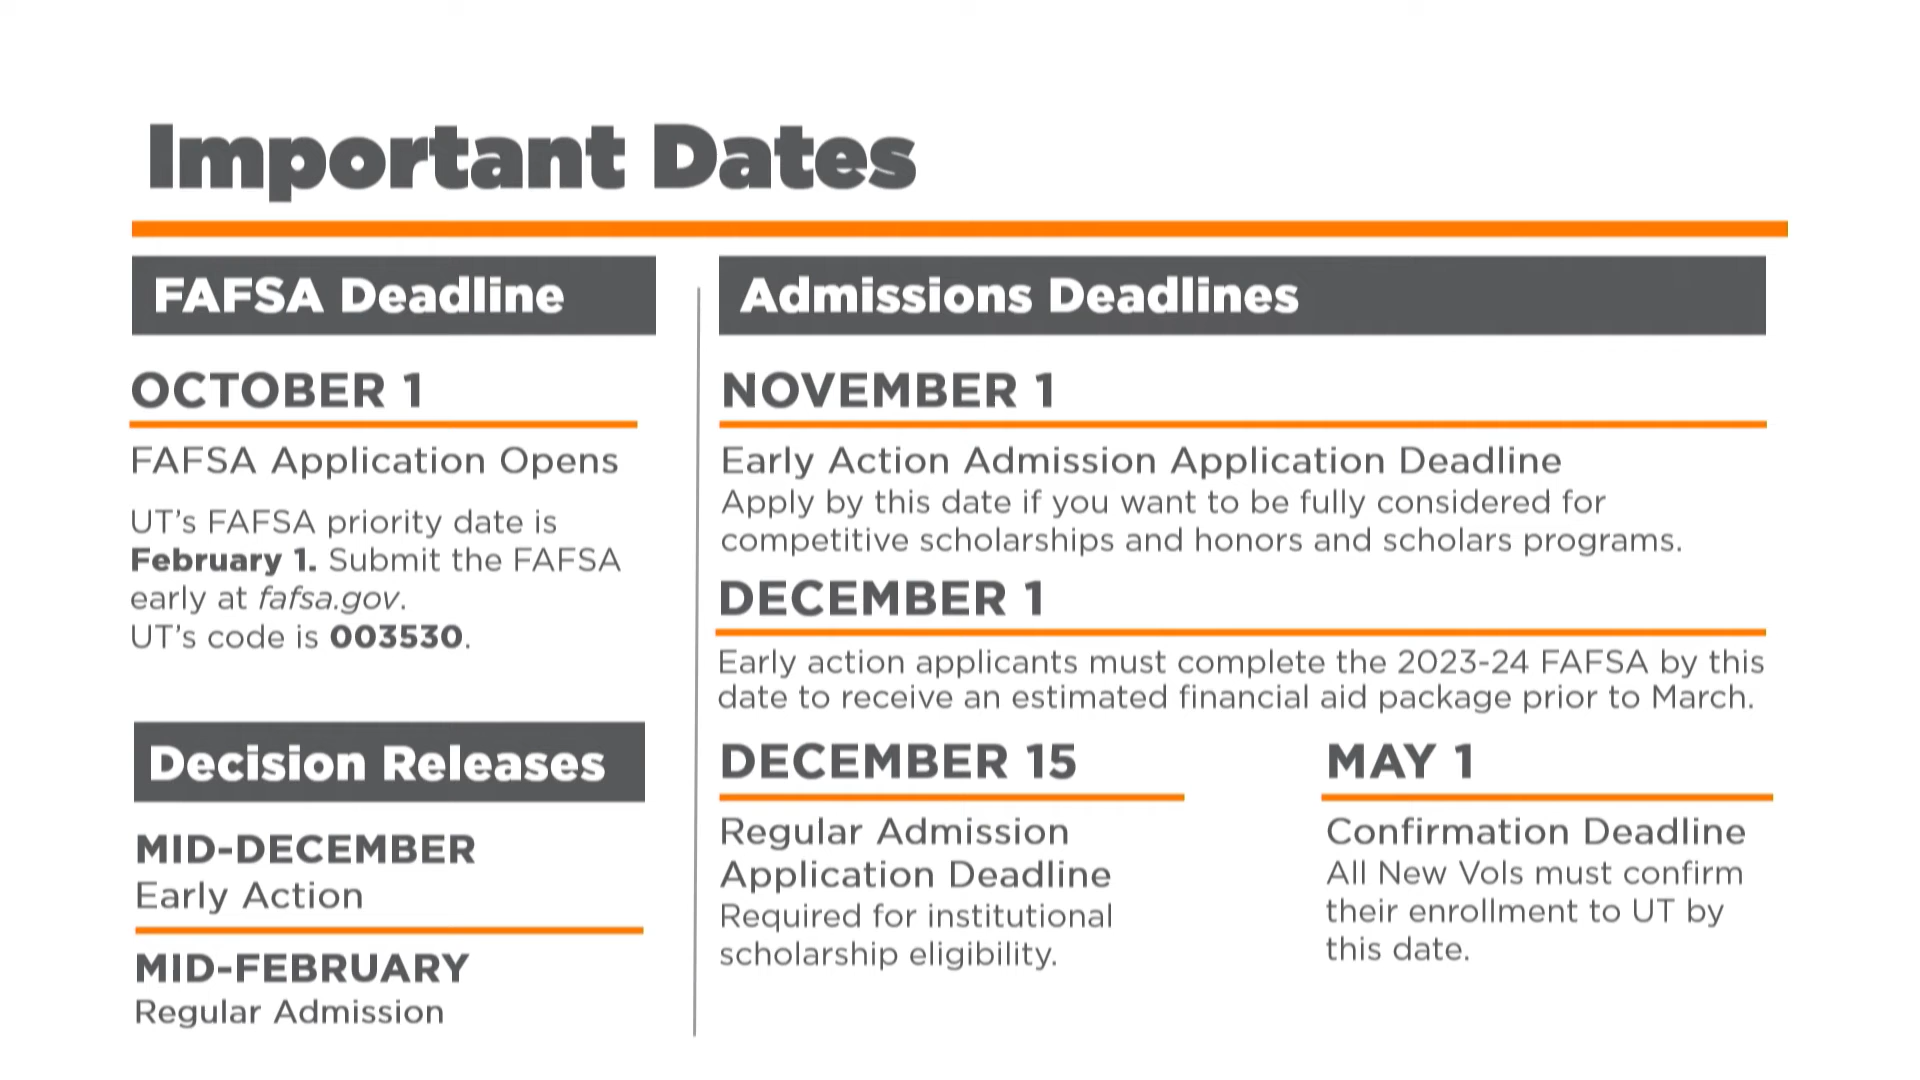 Important Dates
FAFSA Deadline
OCTOBER 1
FAFSA Application Opens
UT's FAFSA priority date is
February 1. Submit the FAFSA
early at fafsa.gov.
UT's code is 003530.
Decision Releases
MID-DECEMBER
Early Action
MID-FEBRUARY
Regular Admission
Admissions Deadlines
NOVEMBER 1
Early Action Admission Application Deadline
Apply by this date if you want to be fully considered for
competitive scholarships and honors and scholars programs.
DECEMBER 1
Early action applicants must complete the 2023-24 FAFSA by this
date to receive an estimated financial aid package prior to March.
DECEMBER 15
Regular Admission
Application Deadline
Required for institutional
scholarship eligibility.
MAY 1
Confirmation Deadline
All New Vols must confirm
their enrollment to UT by
this date.